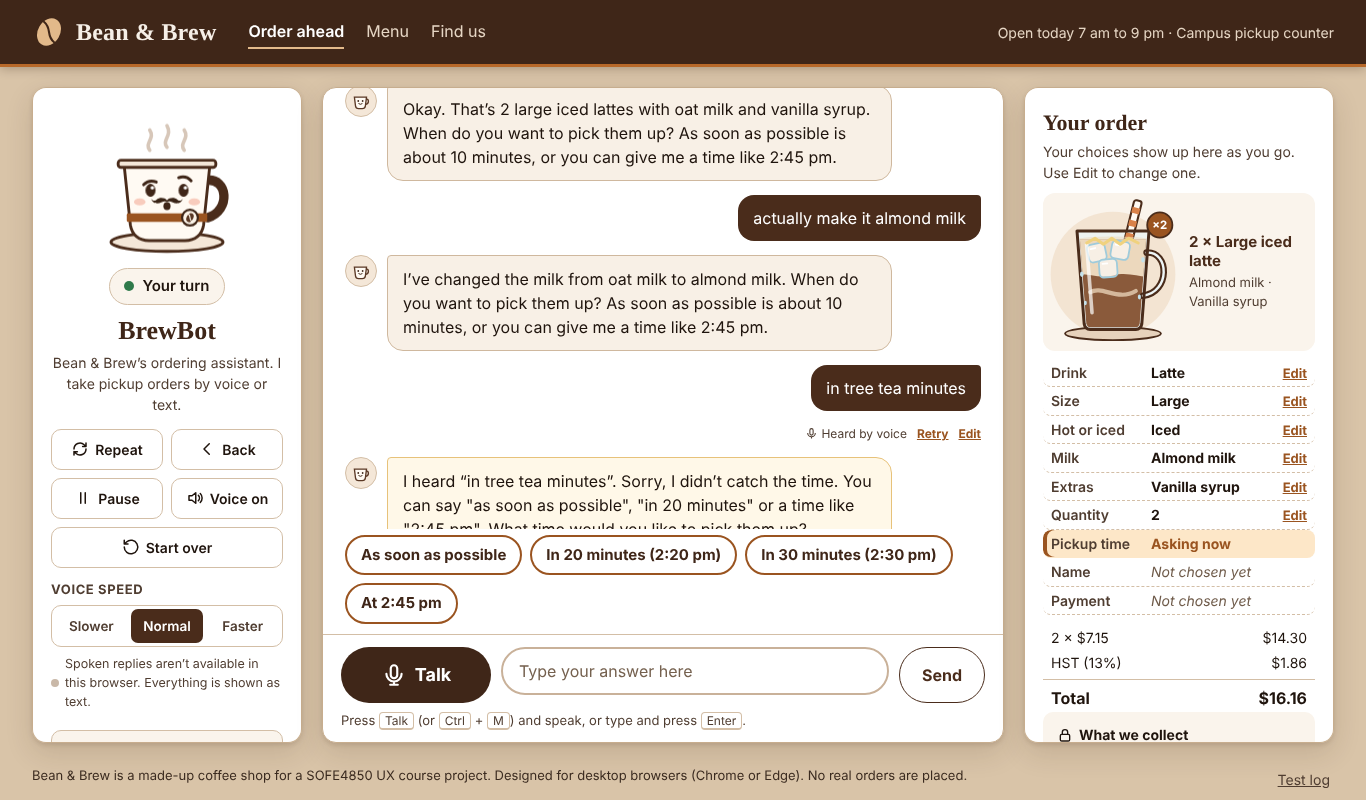 Bean & Brew
Order ahead
Menu
Find us
Open today 7 am to 9 pm · Campus pickup counter
Your turn
BrewBot
Bean & Brew’s ordering assistant. I
take pickup orders by voice or
text.
Repeat
Back
Pause
Voice on
Start over
VOICE SPEED
Slower
Normal
Faster
Spoken replies aren’t available in
this browser. Everything is shown as
text.
Okay. That’s 2 large iced lattes with oat milk and vanilla syrup.
When do you want to pick them up? As soon as possible is
about 10 minutes, or you can give me a time like 2:45 pm.
actually make it almond milk
I’ve changed the milk from oat milk to almond milk. When do
you want to pick them up? As soon as possible is about 10
minutes, or you can give me a time like 2:45 pm.
in tree tea minutes
Heard by voice Retry Edit
I heard “in tree tea minutes”. Sorry, I didn’t catch the time. You
can say "as soon as possible", "in 20 minutes" or a time like
"2:45 pm". What time would you like to pick them up?
As soon as possible
In 20 minutes (2:20 pm)
In 30 minutes (2:30 pm)
At 2:45 pm
Talk
Type your answer here
Send
Press Talk (or Ctrl + M) and speak, or type and press Enter.
Your order
Your choices show up here as you go.
Use Edit to change one.
×2
2 × Large iced
latte
Almond milk ·
Vanilla syrup
Drink Latte Edit
Size Large Edit
Hot or iced Iced Edit
Milk Almond milk Edit
Extras Vanilla syrup Edit
Quantity 2 Edit
Pickup time Asking now
Name Not chosen yet
Payment Not chosen yet
2 × $7.15 $14.30
HST (13%) $1.86
Total $16.16
What we collect
Bean & Brew is a made-up coffee shop for a SOFE4850 UX course project. Designed for desktop browsers (Chrome or Edge). No real orders are placed.
Test log